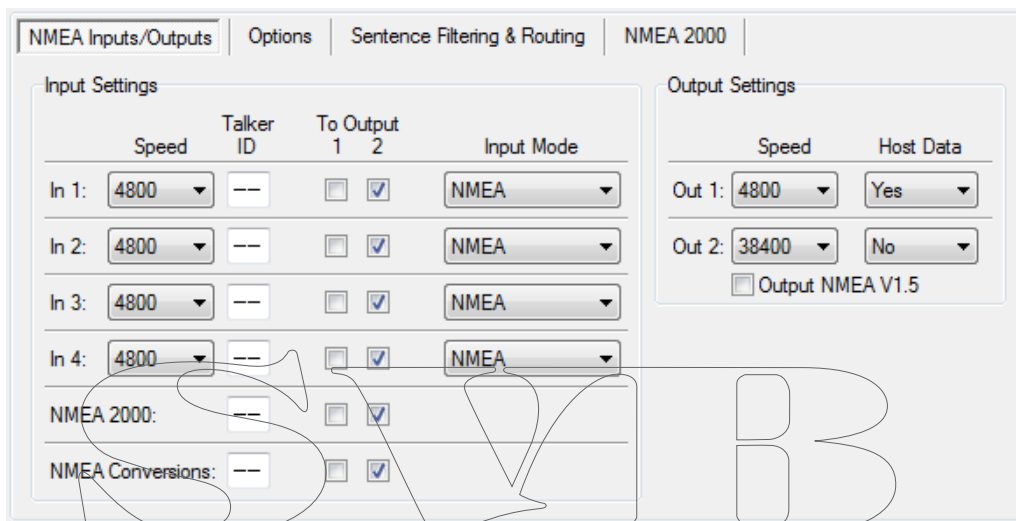 NMEA Inputs/Outputs Options Sentence Filtering & Routing NMEA 2000
Input Settings
Talker To Output
Speed ID 1 2 Input Mode
In 1: 4800 -- NMEA
In 2: 4800 -- NMEA
In 3: 4800 -- NMEA
In 4: 4800 -- NMEA
NMEA 2000: --
NMEA Conversions: --
Output Settings
Speed Host Data
Out 1: 4800 Yes
Out 2: 38400 No
Output NMEA V1.5
SVB